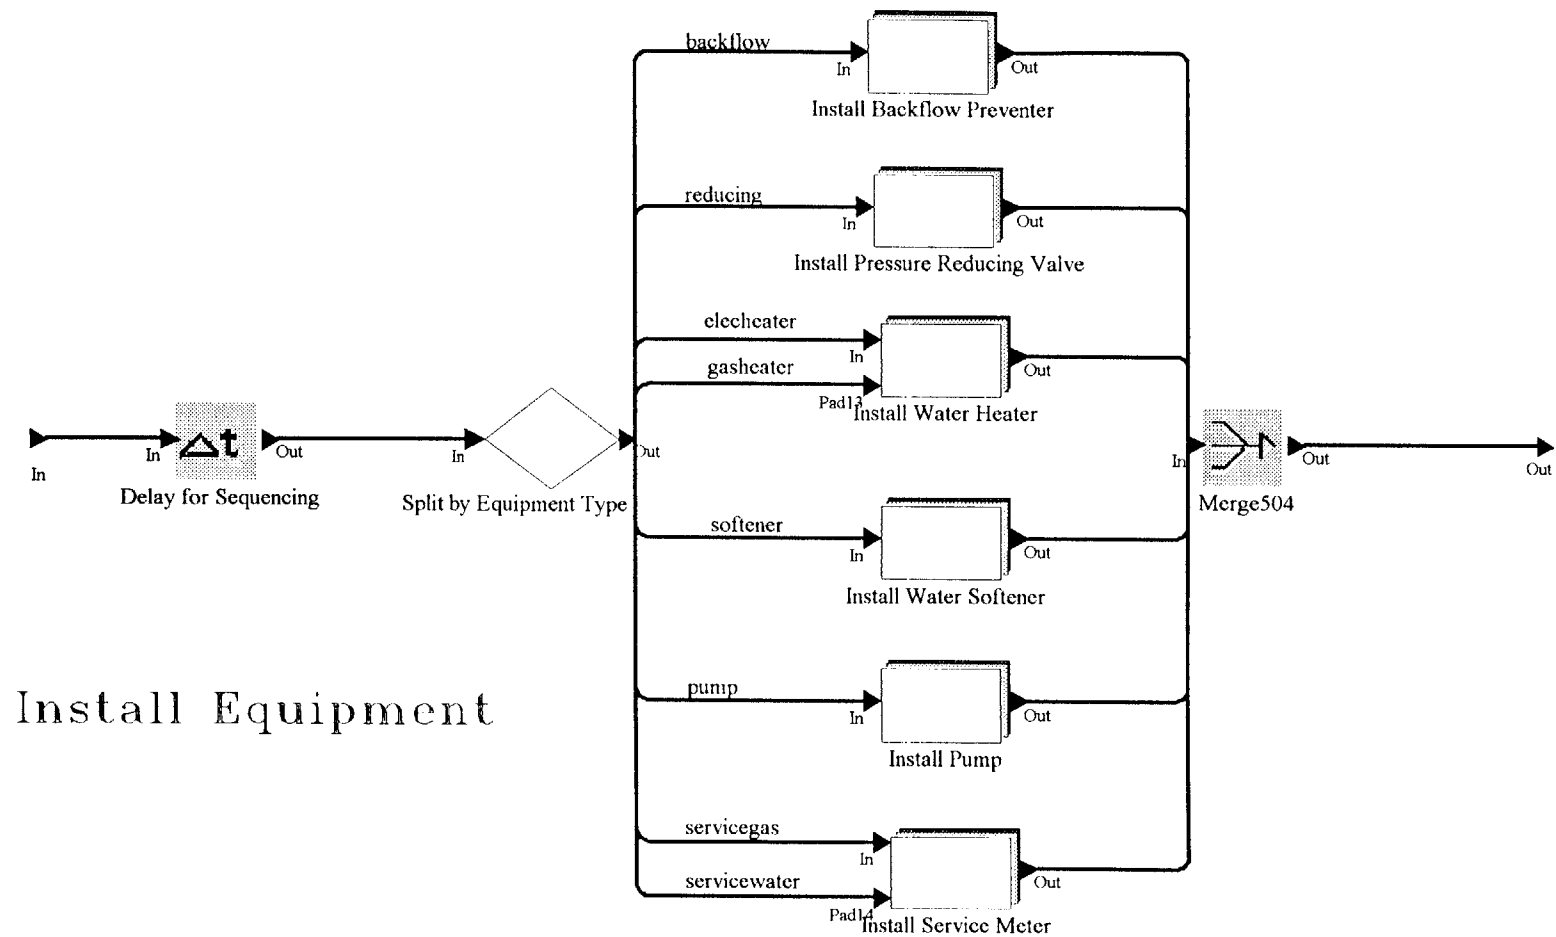 backflow
In
Out
Install Backflow Preventer
reducing
In
Out
Install Pressure Reducing Valve
elecheater
In
Out
gasheater
Pad13
Install Water Heater
In
In
Δt
Out
Delay for Sequencing
In
Out
Split by Equipment Type
In
Out
Merge504
Out
softener
In
Out
Install Water Softener
pump
In
Out
Install Pump
Install Equipment
servicegas
In
Out
servicewater
Pad14
Install Service Meter